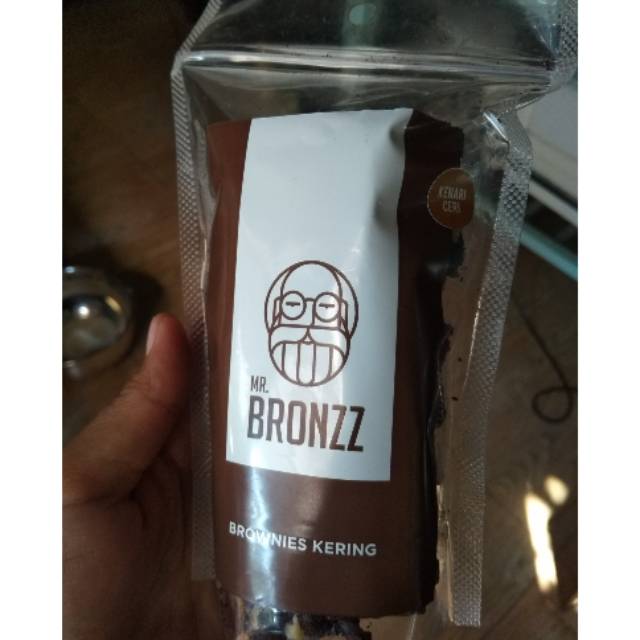 KENARI
CERI
MR.
BRONZZ
BROWNIES KERING